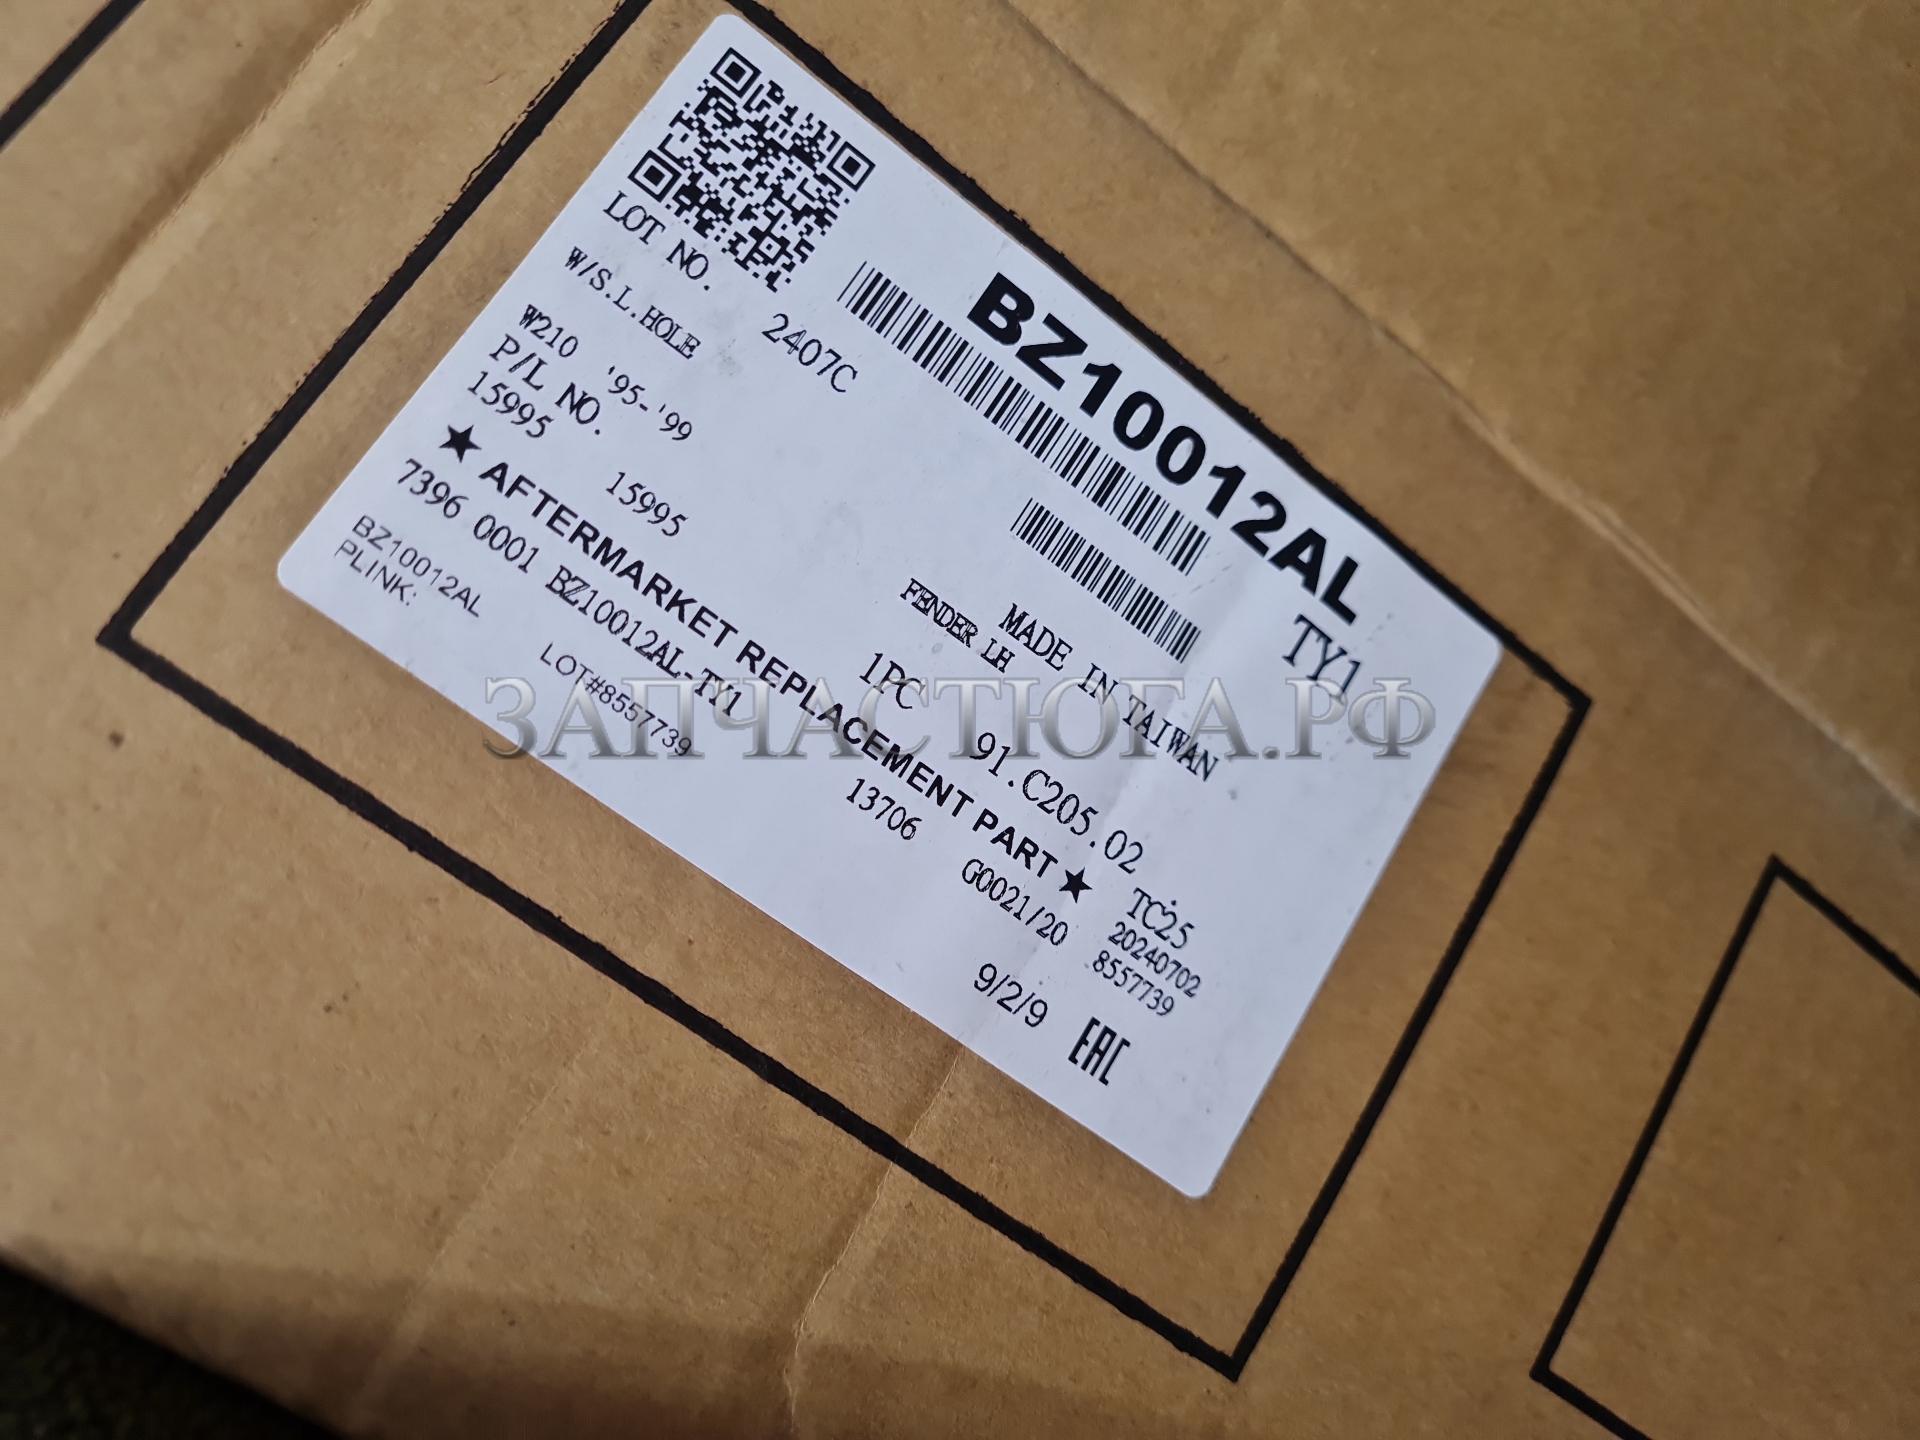 BZ10012AL
TY1
LOT NO. 2407C
W/S.L.HOLE
MADE IN TAIWAN
W210 '95-'99
FENDER LH
P/L NO. 1PC 91.C205.02
15995 15995 TC25
★ AFTERMARKET REPLACEMENT PART ★
20240702
7396 0001 BZ10012AL-TY1 13706 G0021/20 8557739
BZ10012AL LOT#8557739 9/2/9
PLINK:
EAC
ЗАПЧАСТЮГА.РФ